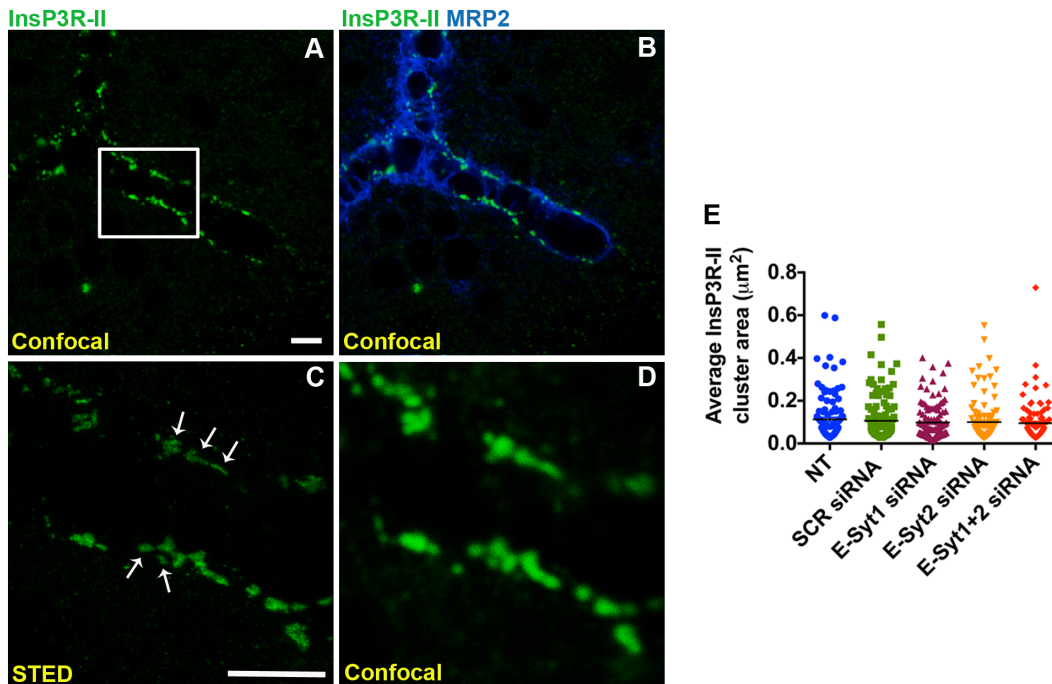 InsP3R-II
InsP3R-II MRP2
A
B
Confocal
Confocal
C
D
STED
Confocal
E
Average InsP3R-II
cluster area (μm²)
0.8
0.6
0.4
0.2
0.0
NT
SCR siRNA
E-Syt1 siRNA
E-Syt2 siRNA
E-Syt1+2 siRNA